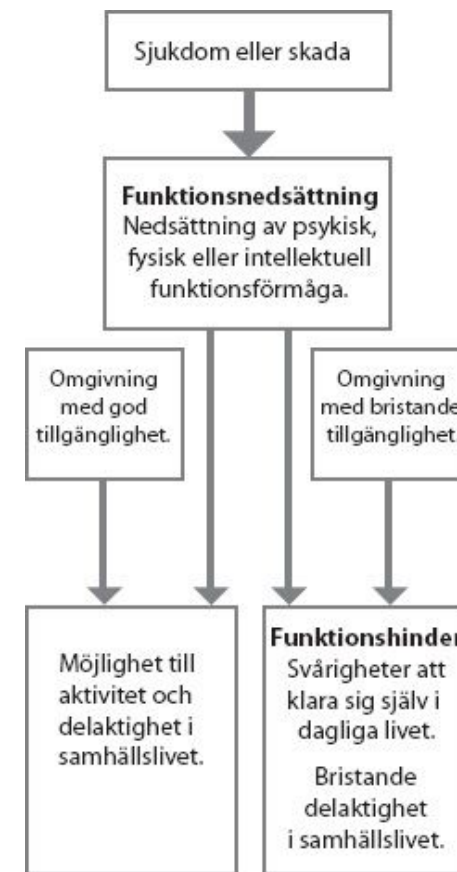 Sjukdom eller skada
Funktionsnedsättning
Nedsättning av psykisk,
fysisk eller intellektuell
funktionsförmåga.
Omgivning
med god
tillgänglighet.
Omgivning
med bristande
tillgänglighet.
Möjlighet till
aktivitet och
delaktighet i
samhällslivet.
Funktionshinder
Svårigheter att
klara sig själv i
dagliga livet.
Bristande
delaktighet
i samhällslivet.